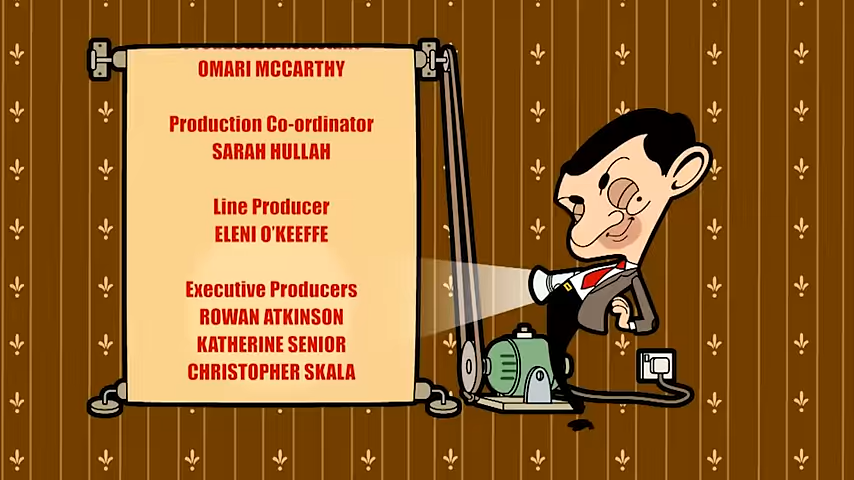 OMARI MCCARTHY
Production Co-ordinator
SARAH HULLAH
Line Producer
ELENI O'KEEFFE
Executive Producers
ROWAN ATKINSON
KATHERINE SENIOR
CHRISTOPHER SKALA